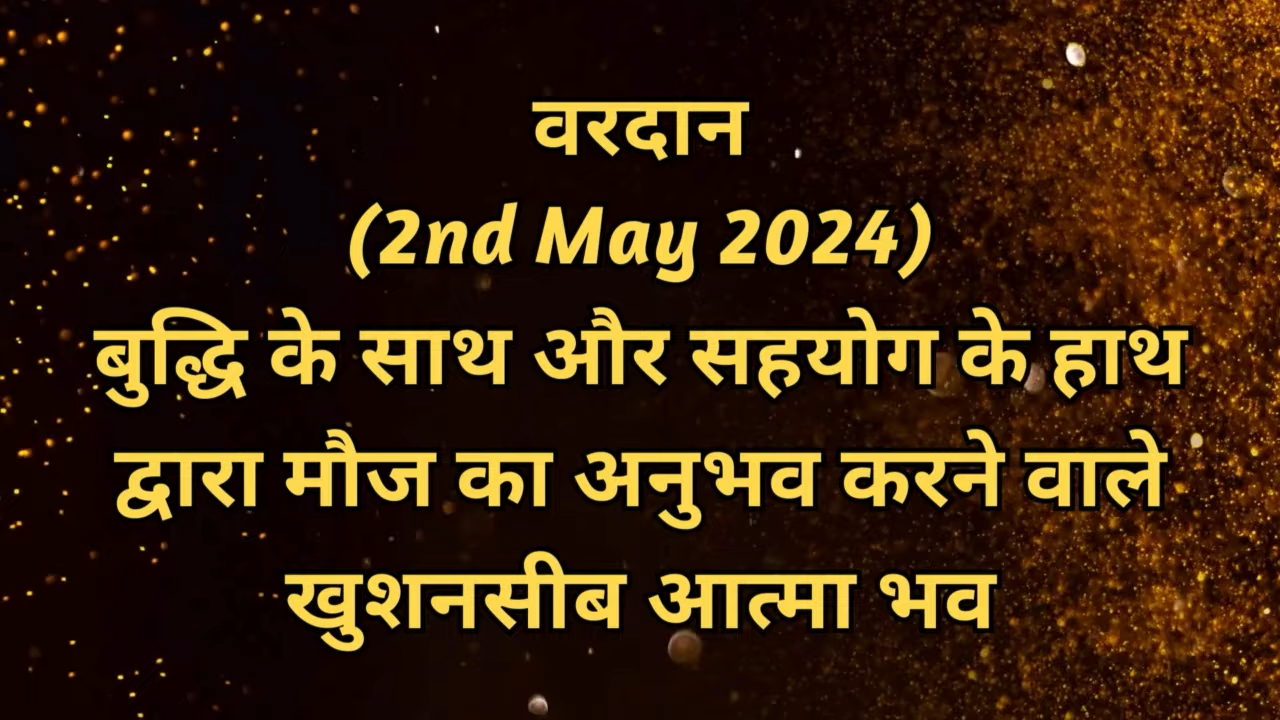 वरदान
(2nd May 2024)
बुद्धि के साथ और सहयोग के हाथ
द्वारा मौज का अनुभव करने वाले
खुशनसीब आत्मा भव